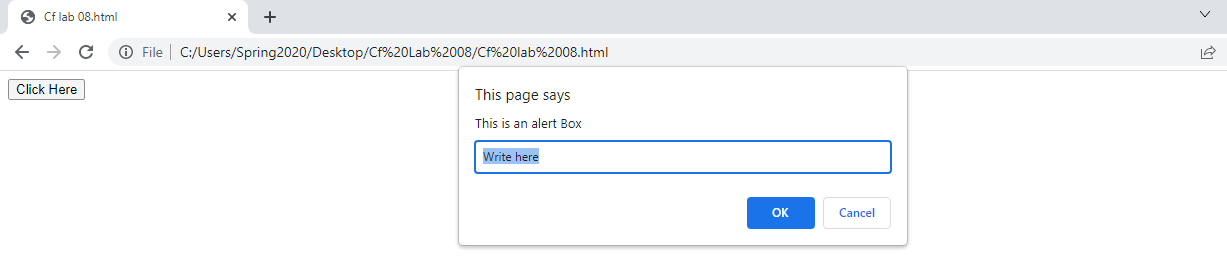 Cf lab 08.html
File C:/Users/Spring2020/Desktop/Cf%20Lab%2008/Cf%20lab%2008.html
Click Here
This page says
This is an alert Box
Write here
OK Cancel